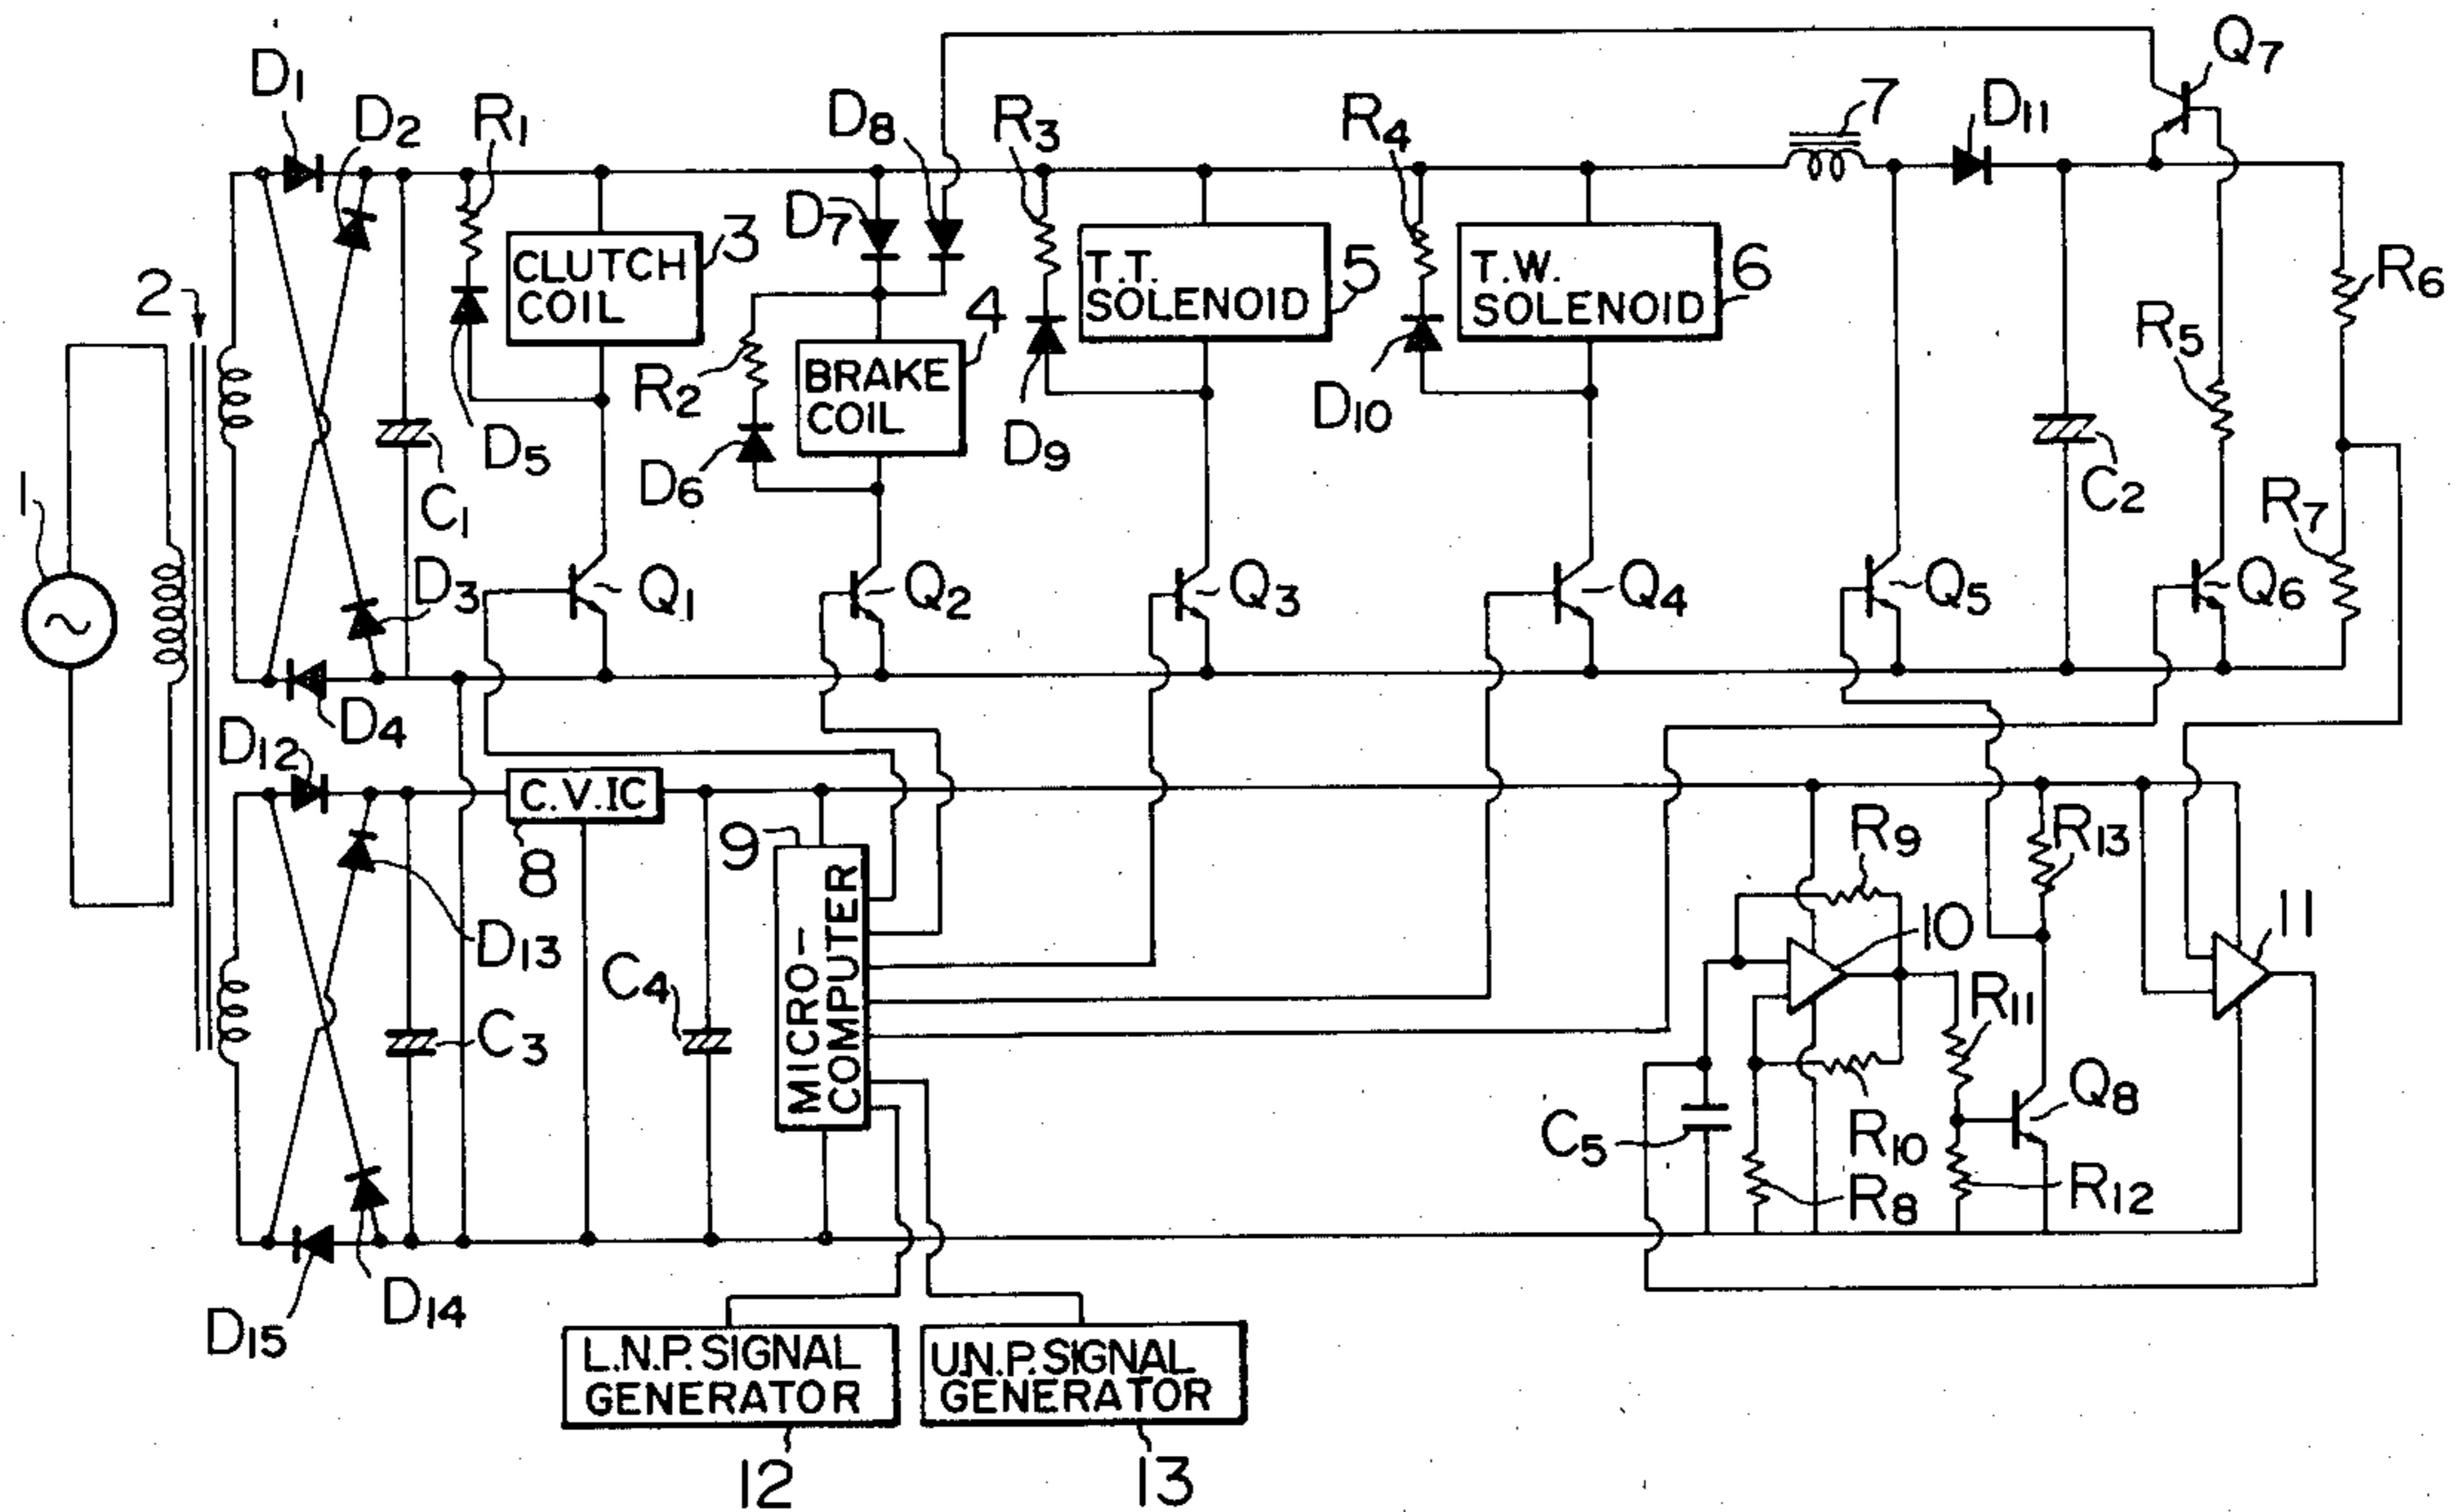 D1
D2
R1
D8
R3
R4
7
D11
Q7
2
D7
CLUTCH
COIL
3
T.T.
SOLENOID
5
T.W.
SOLENOID
6
R6
R5
4
BRAKE
COIL
R2
D5
D6
D9
D10
C1
C2
R7
1
D3
Q1
Q2
Q3
Q4
Q5
Q6
D4
D12
C.V. IC
8
9
R9
R13
D13
C4
MICRO-
COMPUTER
10
11
R11
C3
Q8
C5
R10
R8
R12
D14
D15
L.N.P. SIGNAL
GENERATOR
U.N.P. SIGNAL
GENERATOR
12
13